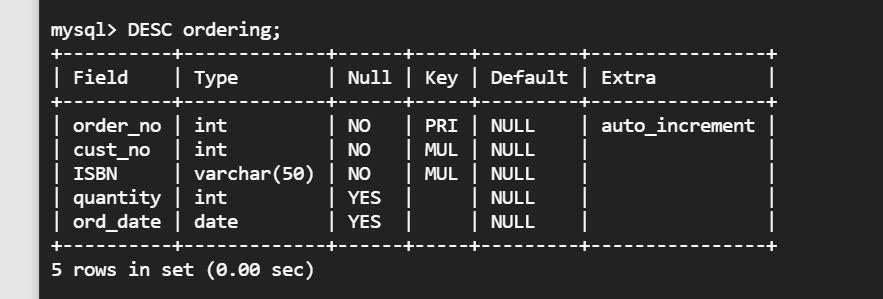 mysql> DESC ordering;
+-----------+-------------+------+-----+---------+----------------+
| Field     | Type        | Null | Key | Default | Extra          |
+-----------+-------------+------+-----+---------+----------------+
| order_no | int         | NO   | PRI | NULL    | auto_increment |
| cust_no  | int         | NO   | MUL | NULL    |                |
| ISBN     | varchar(50) | NO   | MUL | NULL    |                |
| quantity | int         | YES  |     | NULL    |                |
| ord_date | date        | YES  |     | NULL    |                |
+-----------+-------------+------+-----+---------+----------------+
5 rows in set (0.00 sec)